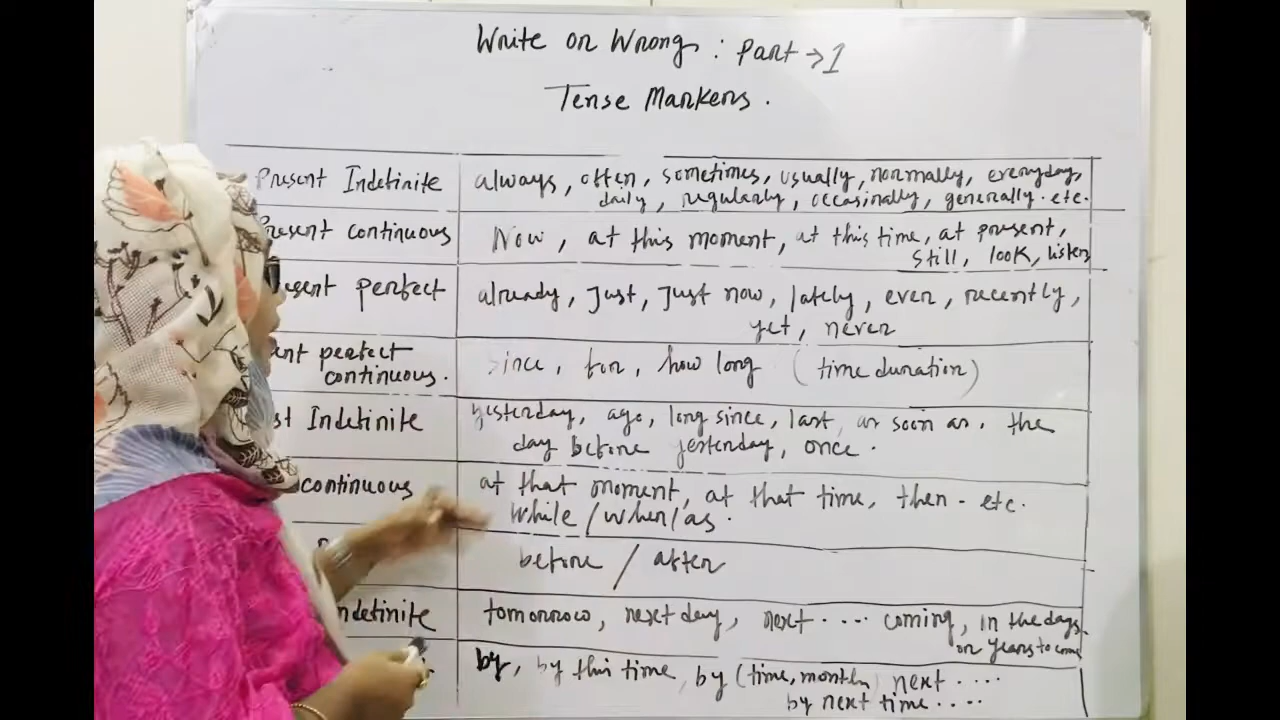 Write or Wrong : Part → 1
Tense Markers .
Present Indefinite always, often, sometimes, usually, normally, everyday,
daily, regularly, occasinally, generally. etc.
Present continuous Now, at this moment, at this time, at present,
still, look, listen
sent perfect already, Just, Just now, lately, ever, recently,
yet, never
ent perfect since, for, how long (time duration)
continuous.
st Indefinite yesterday, ago, long since, last, as soon as, the
day before yesterday, once.
continuous at that moment, at that time, then - etc.
While/when/as.
before / after
ndefinite tomorrow, next day, next .... coming, in the days
or years to come
by, by this time, by (time, month) next ....
by next time ....